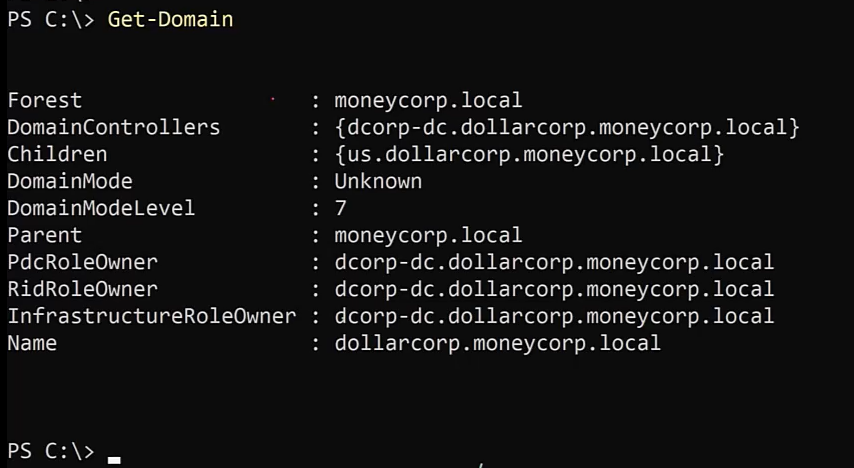 PS C:\> Get-Domain
Forest : moneycorp.local
DomainControllers : {dcorp-dc.dollarcorp.moneycorp.local}
Children : {us.dollarcorp.moneycorp.local}
DomainMode : Unknown
DomainModeLevel : 7
Parent : moneycorp.local
PdcRoleOwner : dcorp-dc.dollarcorp.moneycorp.local
RidRoleOwner : dcorp-dc.dollarcorp.moneycorp.local
InfrastructureRoleOwner : dcorp-dc.dollarcorp.moneycorp.local
Name : dollarcorp.moneycorp.local
PS C:\>